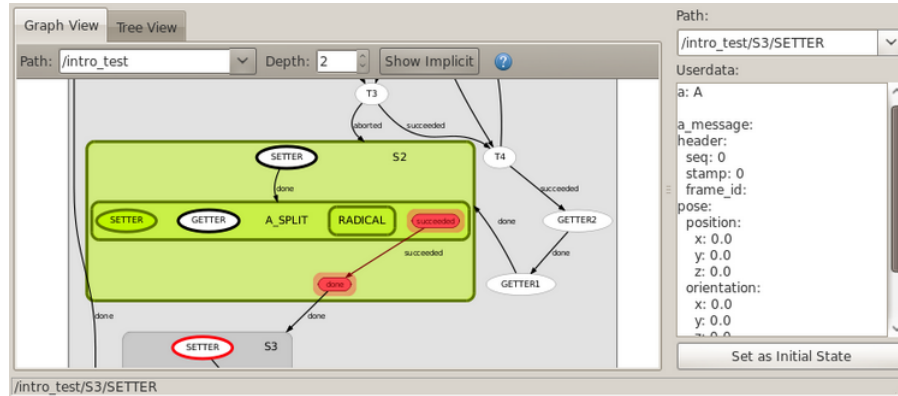 Graph View Tree View
Path: /intro_test Depth: 2 Show Implicit ?
T3
aborted succeeded
SETTER S2 T4
done succeeded
SETTER GETTER A_SPLIT RADICAL succeeded done GETTER2
succeeded done
done GETTER1
done done
SETTER S3
/intro_test/S3/SETTER
Path:
/intro_test/S3/SETTER
Userdata:
a: A
a_message:
header:
seq: 0
stamp: 0
frame_id:
pose:
position:
x: 0.0
y: 0.0
z: 0.0
orientation:
x: 0.0
y: 0.0
z: 0.0
Set as Initial State